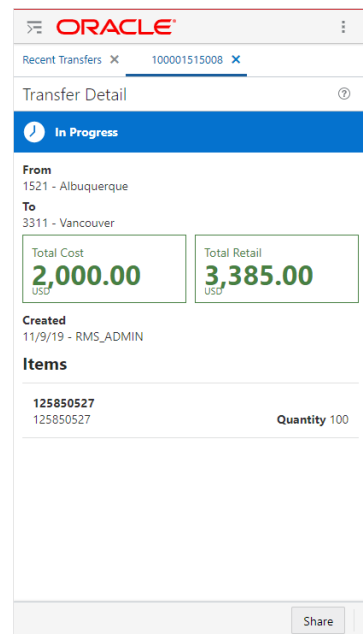 ORACLE
Recent Transfers 100001515008
Transfer Detail
In Progress
From
1521 - Albuquerque
To
3311 - Vancouver
Total Cost Total Retail
2,000.00 3,385.00
USD USD
Created
11/9/19 - RMS_ADMIN
Items
125850527
125850527 Quantity 100
Share